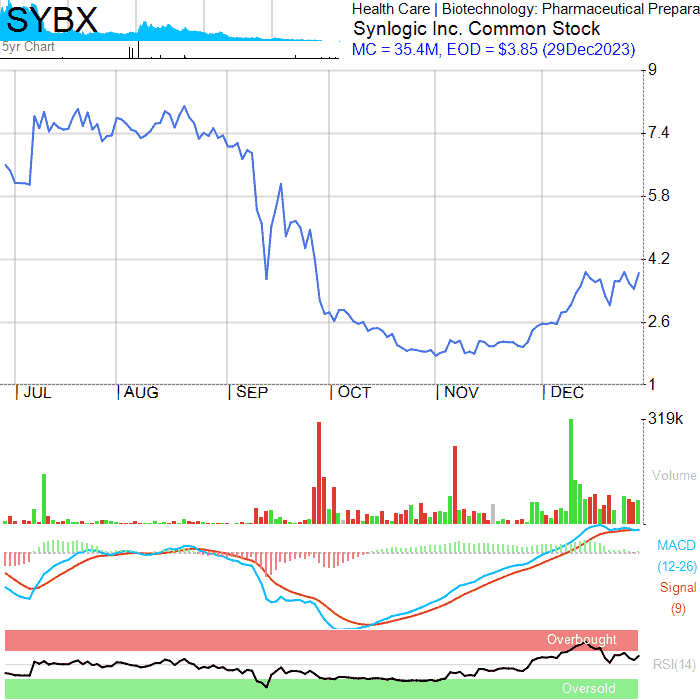 SYBX
5yr Chart
Health Care | Biotechnology: Pharmaceutical Prepara
Synlogic Inc. Common Stock
MC = 35.4M, EOD = $3.85 (29Dec2023)
9
7.4
5.8
4.2
2.6
1
JUL AUG SEP OCT NOV DEC
319k
Volume
MACD
(12-26)
Signal
(9)
Overbought
RSI(14)
Oversold